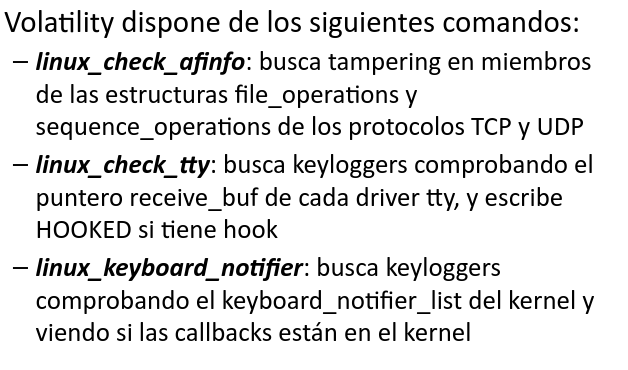 Volatility dispone de los siguientes comandos:
– linux_check_afinfo: busca tampering en miembros
de las estructuras file_operations y
sequence_operations de los protocolos TCP y UDP
– linux_check_tty: busca keyloggers comprobando el
puntero receive_buf de cada driver tty, y escribe
HOOKED si tiene hook
– linux_keyboard_notifier: busca keyloggers
comprobando el keyboard_notifier_list del kernel y
viendo si las callbacks están en el kernel